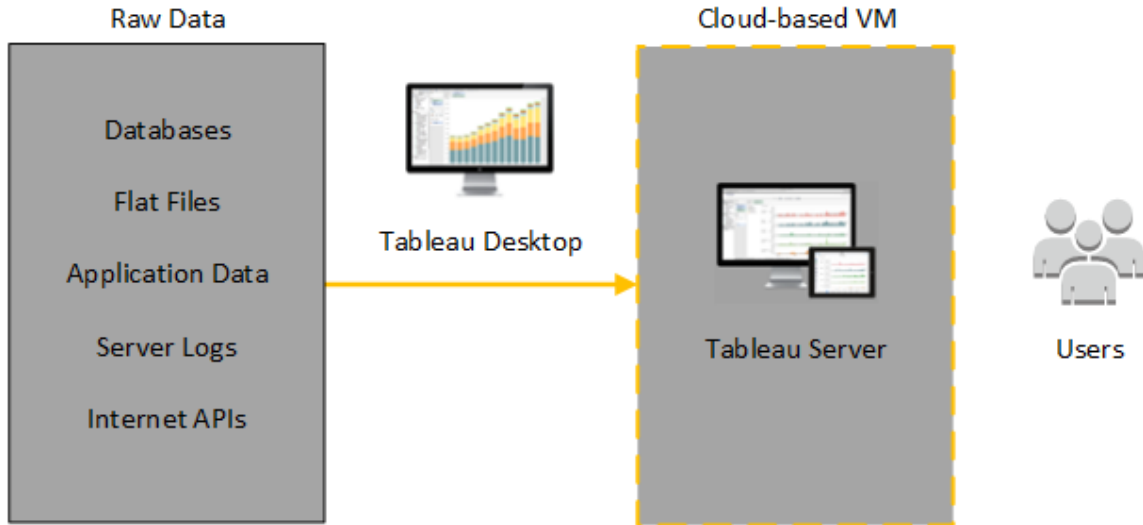 Raw Data
Cloud-based VM
Databases
Flat Files
Application Data
Server Logs
Internet APIs
Tableau Desktop
Tableau Server
Users